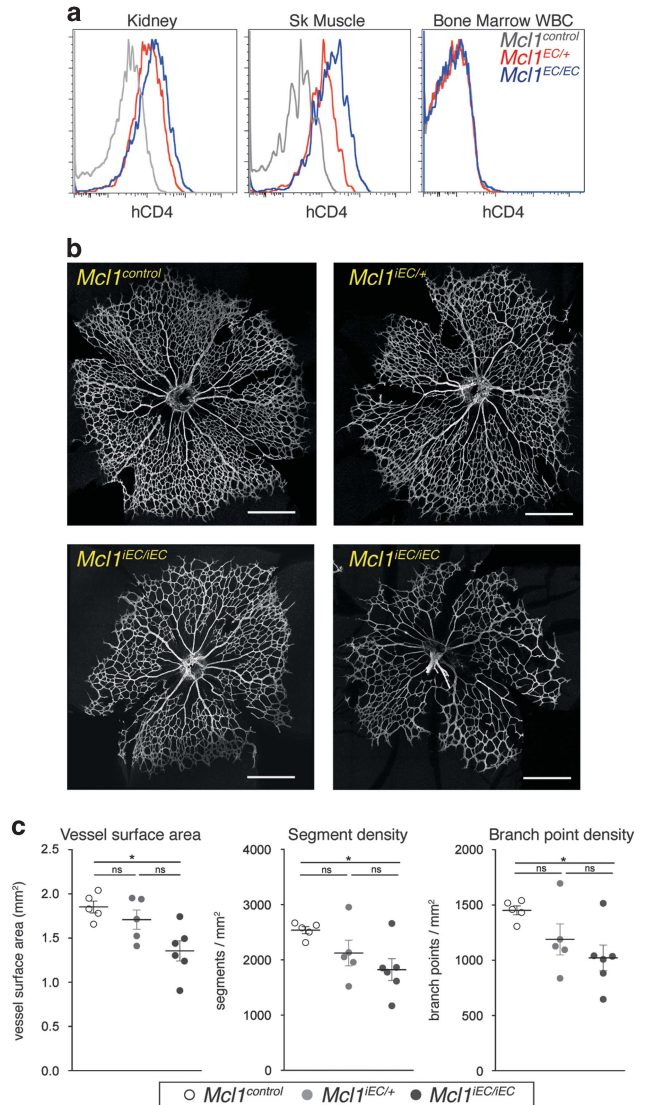 a
Kidney
Sk Muscle
Bone Marrow WBC
Mcl1control
Mcl1EC/+
Mcl1EC/EC
hCD4
hCD4
hCD4
b
Mcl1control
Mcl1iEC/+
Mcl1iEC/iEC
Mcl1iEC/iEC
c
Vessel surface area
Segment density
Branch point density
vessel surface area (mm2)
2.5
2.0
1.5
1.0
0.5
0.0
*
ns
ns
segments / mm2
4000
3000
2000
1000
0
*
ns
ns
branch points / mm2
2000
1500
1000
500
0
*
ns
ns
Mcl1control
Mcl1iEC/+
Mcl1iEC/iEC